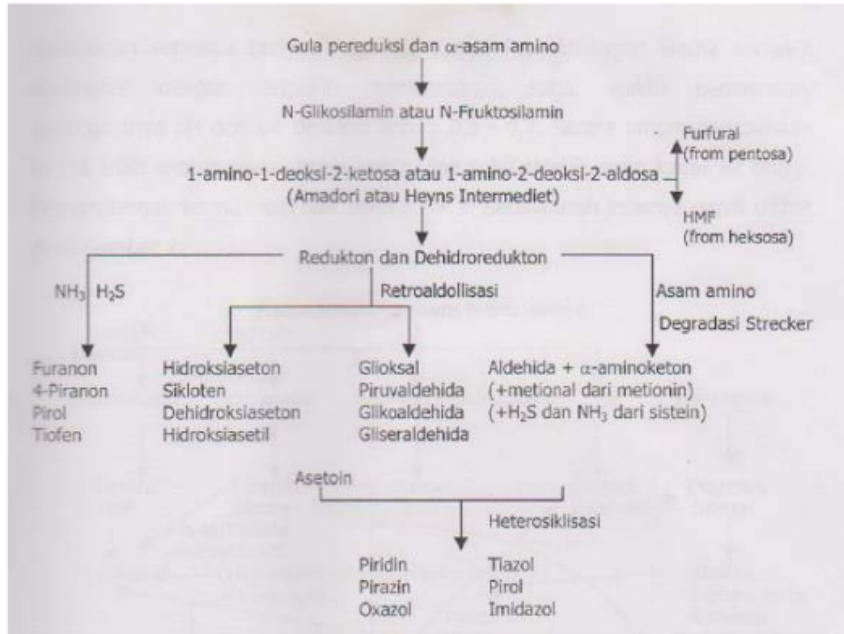 Gula pereduksi dan α-asam amino
N-Glikosilamin atau N-Fruktosilamin
Furfural
(from pentosa)
1-amino-1-deoksi-2-ketosa atau 1-amino-2-deoksi-2-aldosa
(Amadori atau Heyns Intermediet)
HMF
(from heksosa)
Redukton dan Dehidroredukton
NH₃ H₂S
Retroaldollisasi
Asam amino
Degradasi Strecker
Furanon
4-Piranon
Pirol
Tiofen
Hidroksiaseton
Sikloten
Dehidroksiaseton
Hidroksiasetil
Glioksal
Piruvaldehida
Glikoaldehida
Gliseraldehida
Aldehida + α-aminoketon
(+metional dari metionin)
(+H₂S dan NH₃ dari sistein)
Asetoin
Heterosiklisasi
Piridin
Pirazin
Oxazol
Tiazol
Pirol
Imidazol